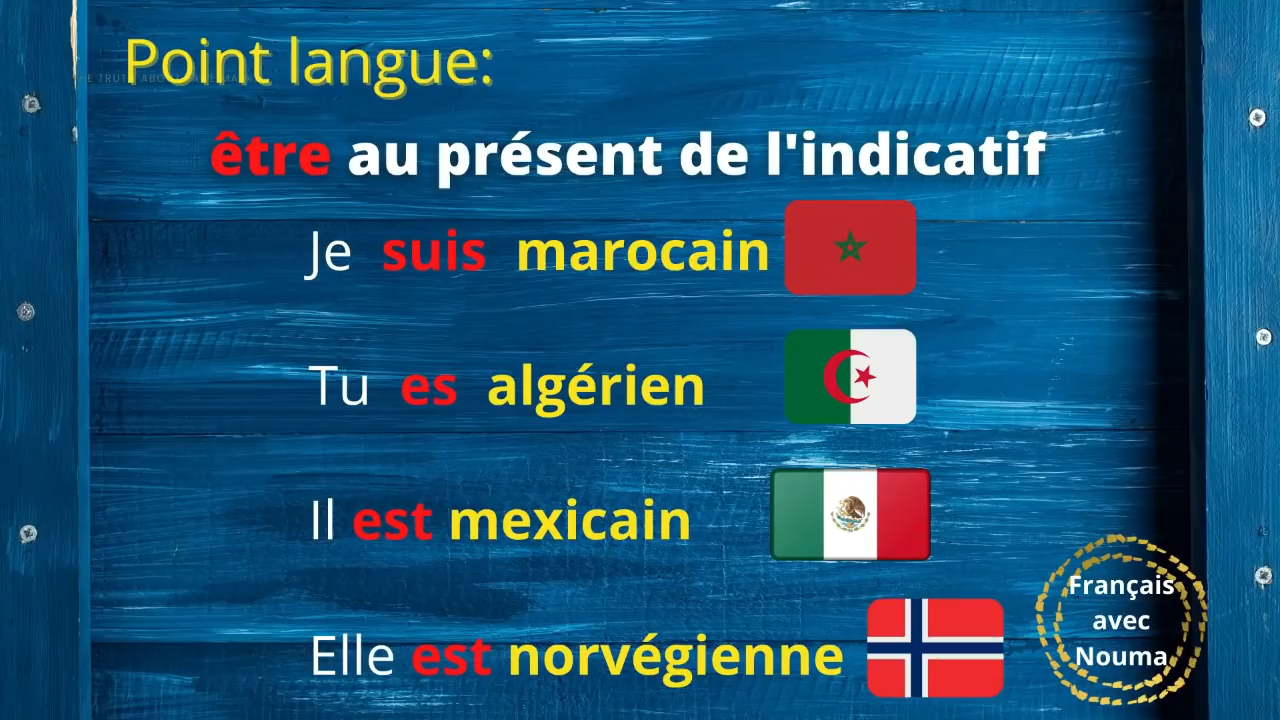 Point langue:
être au présent de l'indicatif
Je suis marocain
Tu es algérien
Il est mexicain
Elle est norvégienne
Français
avec
Nouma